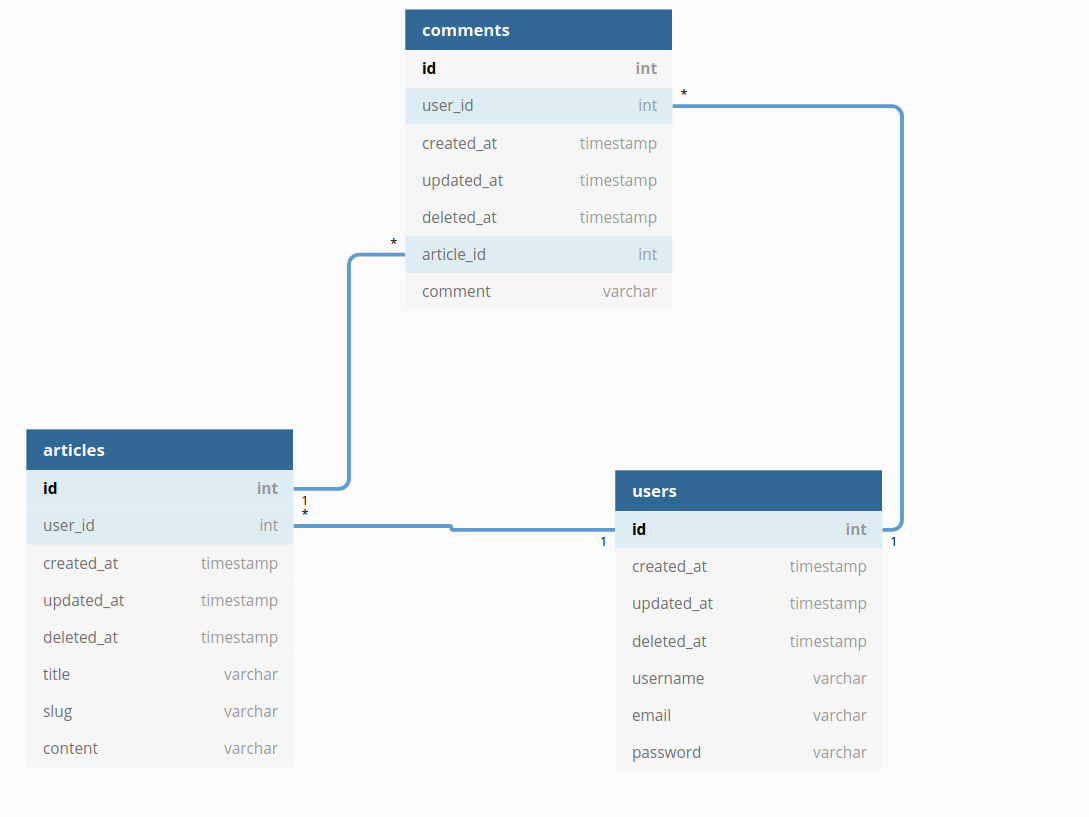 comments
id int
user_id int
*
created_at timestamp
updated_at timestamp
deleted_at timestamp
*
article_id int
comment varchar
articles
id int
1
*
user_id int
created_at timestamp
updated_at timestamp
deleted_at timestamp
title varchar
slug varchar
content varchar
users
id int
1
1
created_at timestamp
updated_at timestamp
deleted_at timestamp
username varchar
email varchar
password varchar